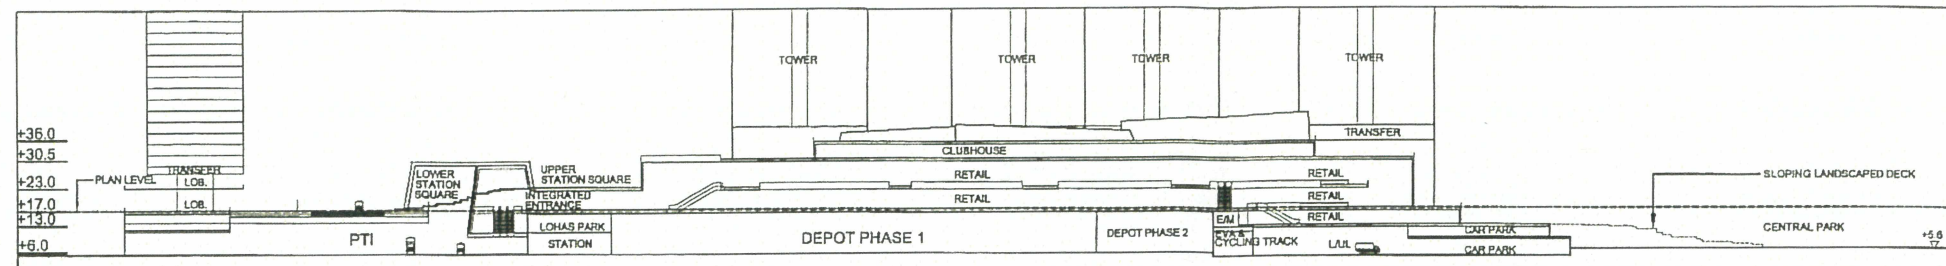 TOWER
TOWER
TOWER
TOWER
+36.0
TRANSFER
CLUBHOUSE
+30.5
TRANSFER
LOWER
STATION
SQUARE
UPPER
STATION SQUARE
RETAIL
RETAIL
SLOPING LANDSCAPED DECK
PLAN LEVEL
LOB.
+23.0
INTEGRATED
ENTRANCE
RETAIL
RETAIL
+17.0
LOB.
+13.0
E/M
RETAIL
LOHAS PARK
STATION
PTI
DEPOT PHASE 1
DEPOT PHASE 2
EVA &
CYCLING TRACK
L/UL
CAR PARK
CAR PARK
CENTRAL PARK
+5.6
+6.0